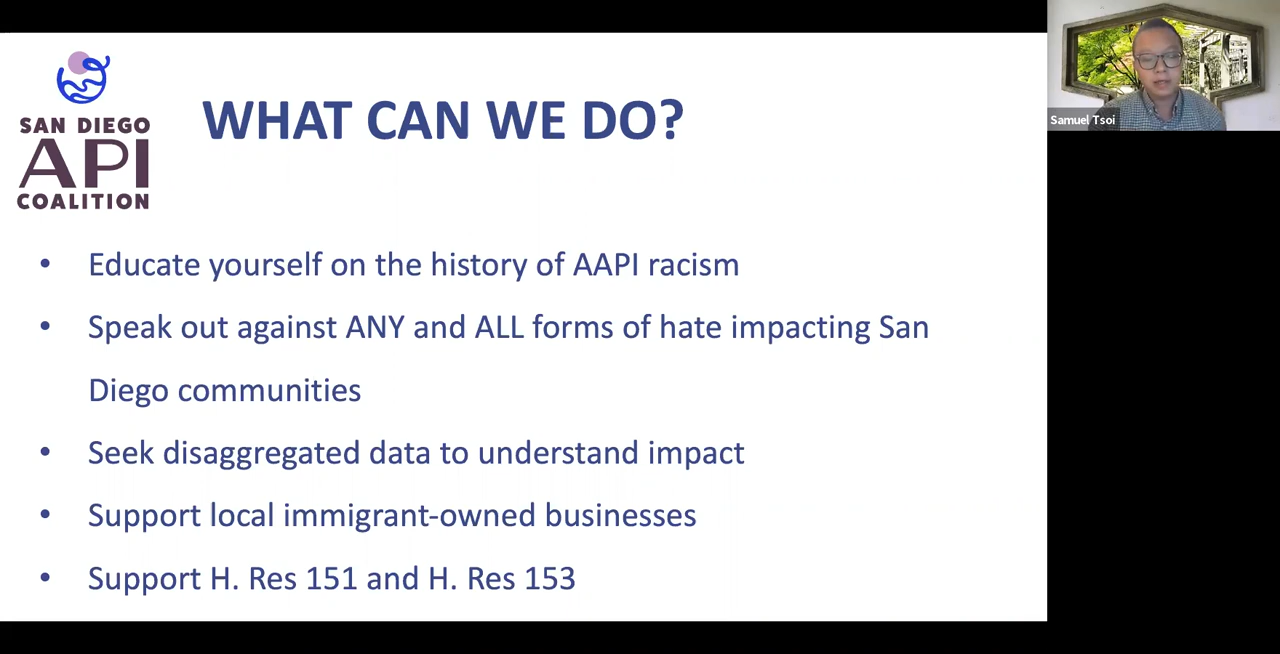 SAN DIEGO
API
COALITION
WHAT CAN WE DO?
Samuel Tsoi
• Educate yourself on the history of AAPI racism
• Speak out against ANY and ALL forms of hate impacting San
Diego communities
• Seek disaggregated data to understand impact
• Support local immigrant-owned businesses
• Support H. Res 151 and H. Res 153